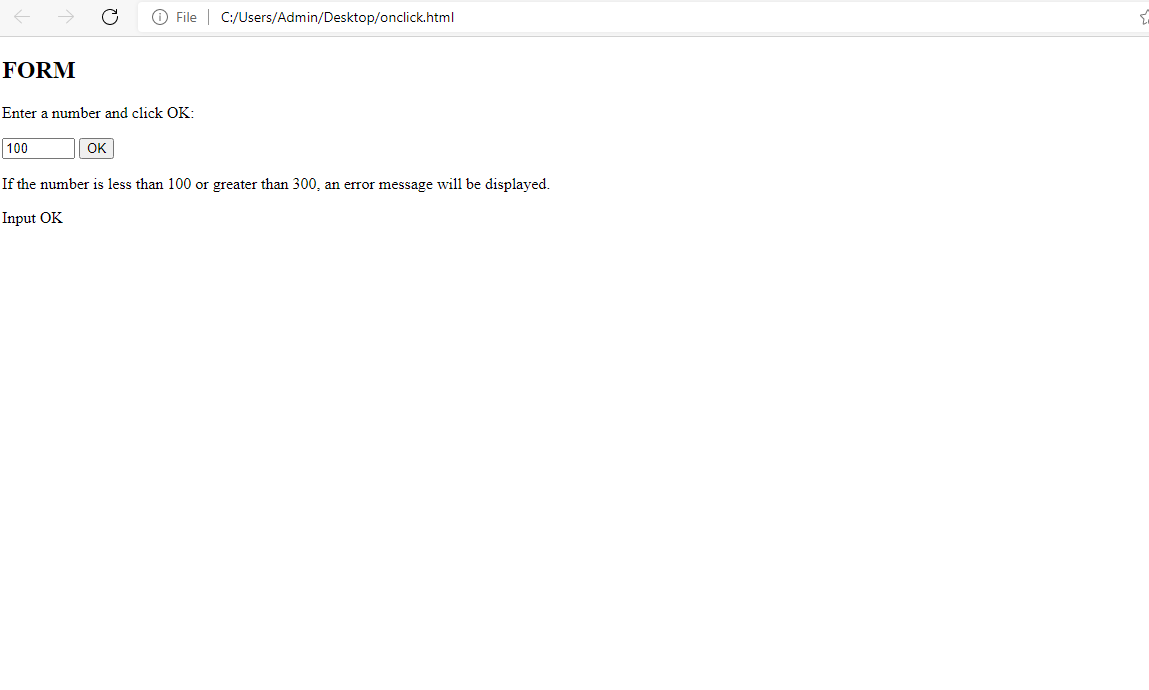 File C:/Users/Admin/Desktop/onclick.html
FORM
Enter a number and click OK:
100 OK
If the number is less than 100 or greater than 300, an error message will be displayed.
Input OK